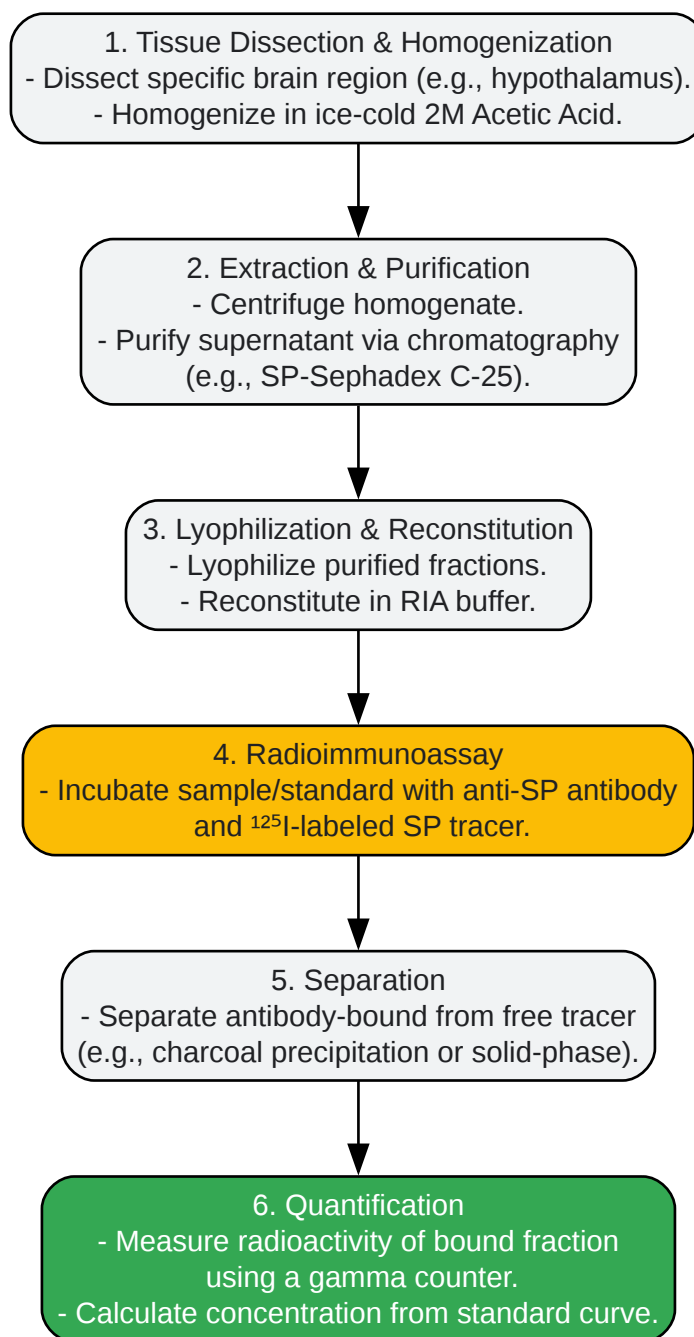 1. Tissue Dissection & Homogenization
- Dissect specific brain region (e.g., hypothalamus).
- Homogenize in ice-cold 2M Acetic Acid.
2. Extraction & Purification
- Centrifuge homogenate.
- Purify supernatant via chromatography
(e.g., SP-Sephadex C-25).
3. Lyophilization & Reconstitution
- Lyophilize purified fractions.
- Reconstitute in RIA buffer.
4. Radioimmunoassay
- Incubate sample/standard with anti-SP antibody
and ¹²⁵I-labeled SP tracer.
5. Separation
- Separate antibody-bound from free tracer
(e.g., charcoal precipitation or solid-phase).
6. Quantification
- Measure radioactivity of bound fraction
using a gamma counter.
- Calculate concentration from standard curve.